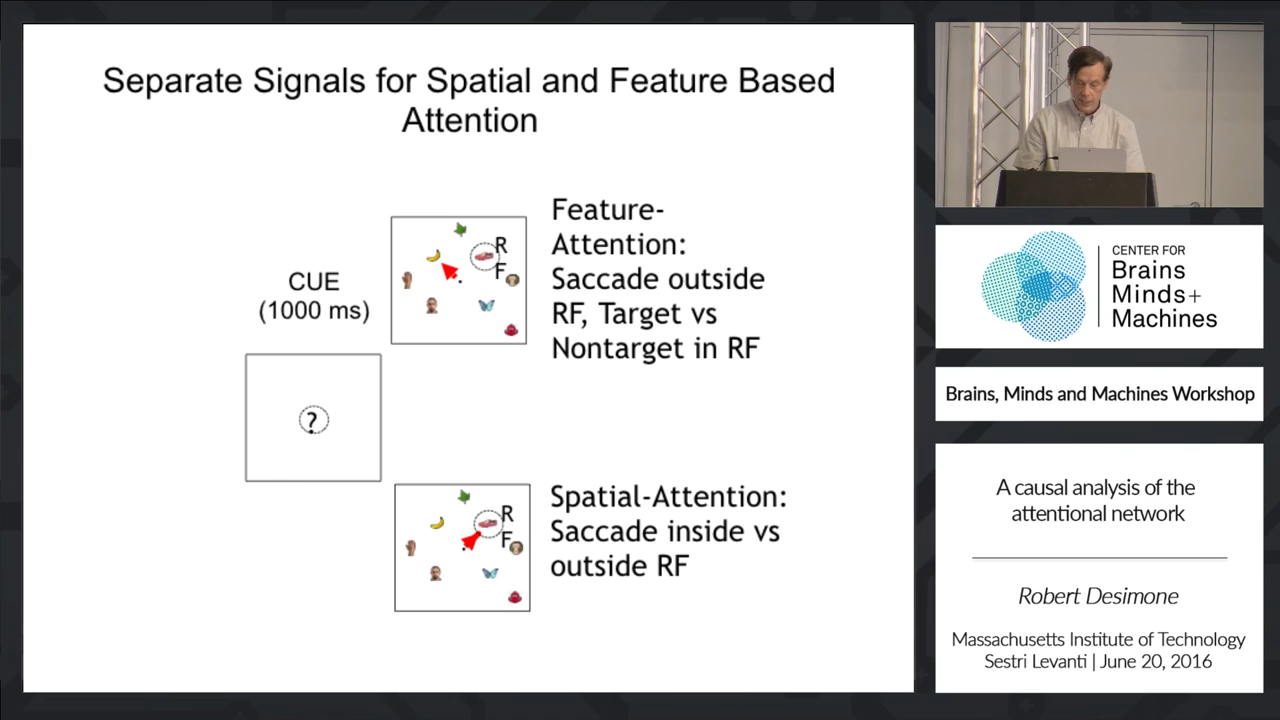 Separate Signals for Spatial and Feature Based
Attention
CUE
(1000 ms)
?
R
F
Feature-
Attention:
Saccade outside
RF, Target vs
Nontarget in RF
R
F
Spatial-Attention:
Saccade inside vs
outside RF
CENTER FOR
Brains
Minds+
Machines
Brains, Minds and Machines Workshop
A causal analysis of the
attentional network
Robert Desimone
Massachusetts Institute of Technology
Sestri Levanti | June 20, 2016